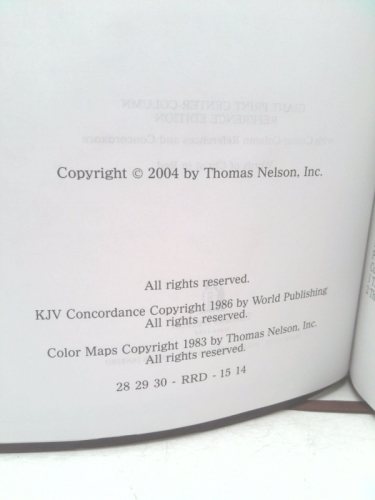 Copyright © 2004 by Thomas Nelson, Inc.
All rights reserved.
KJV Concordance Copyright 1986 by World Publishing
All rights reserved.
Color Maps Copyright 1983 by Thomas Nelson, Inc.
All rights reserved.
28 29 30 - RRD - 15 14